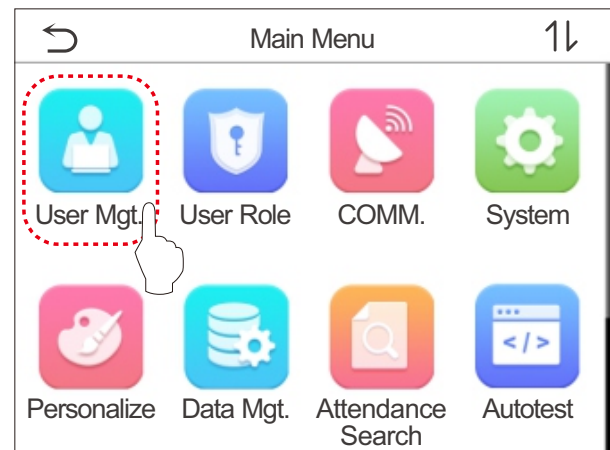 Main Menu
User Mgt.
User Role
COMM.
System
</>
Personalize
Data Mgt.
Attendance
Search
Autotest